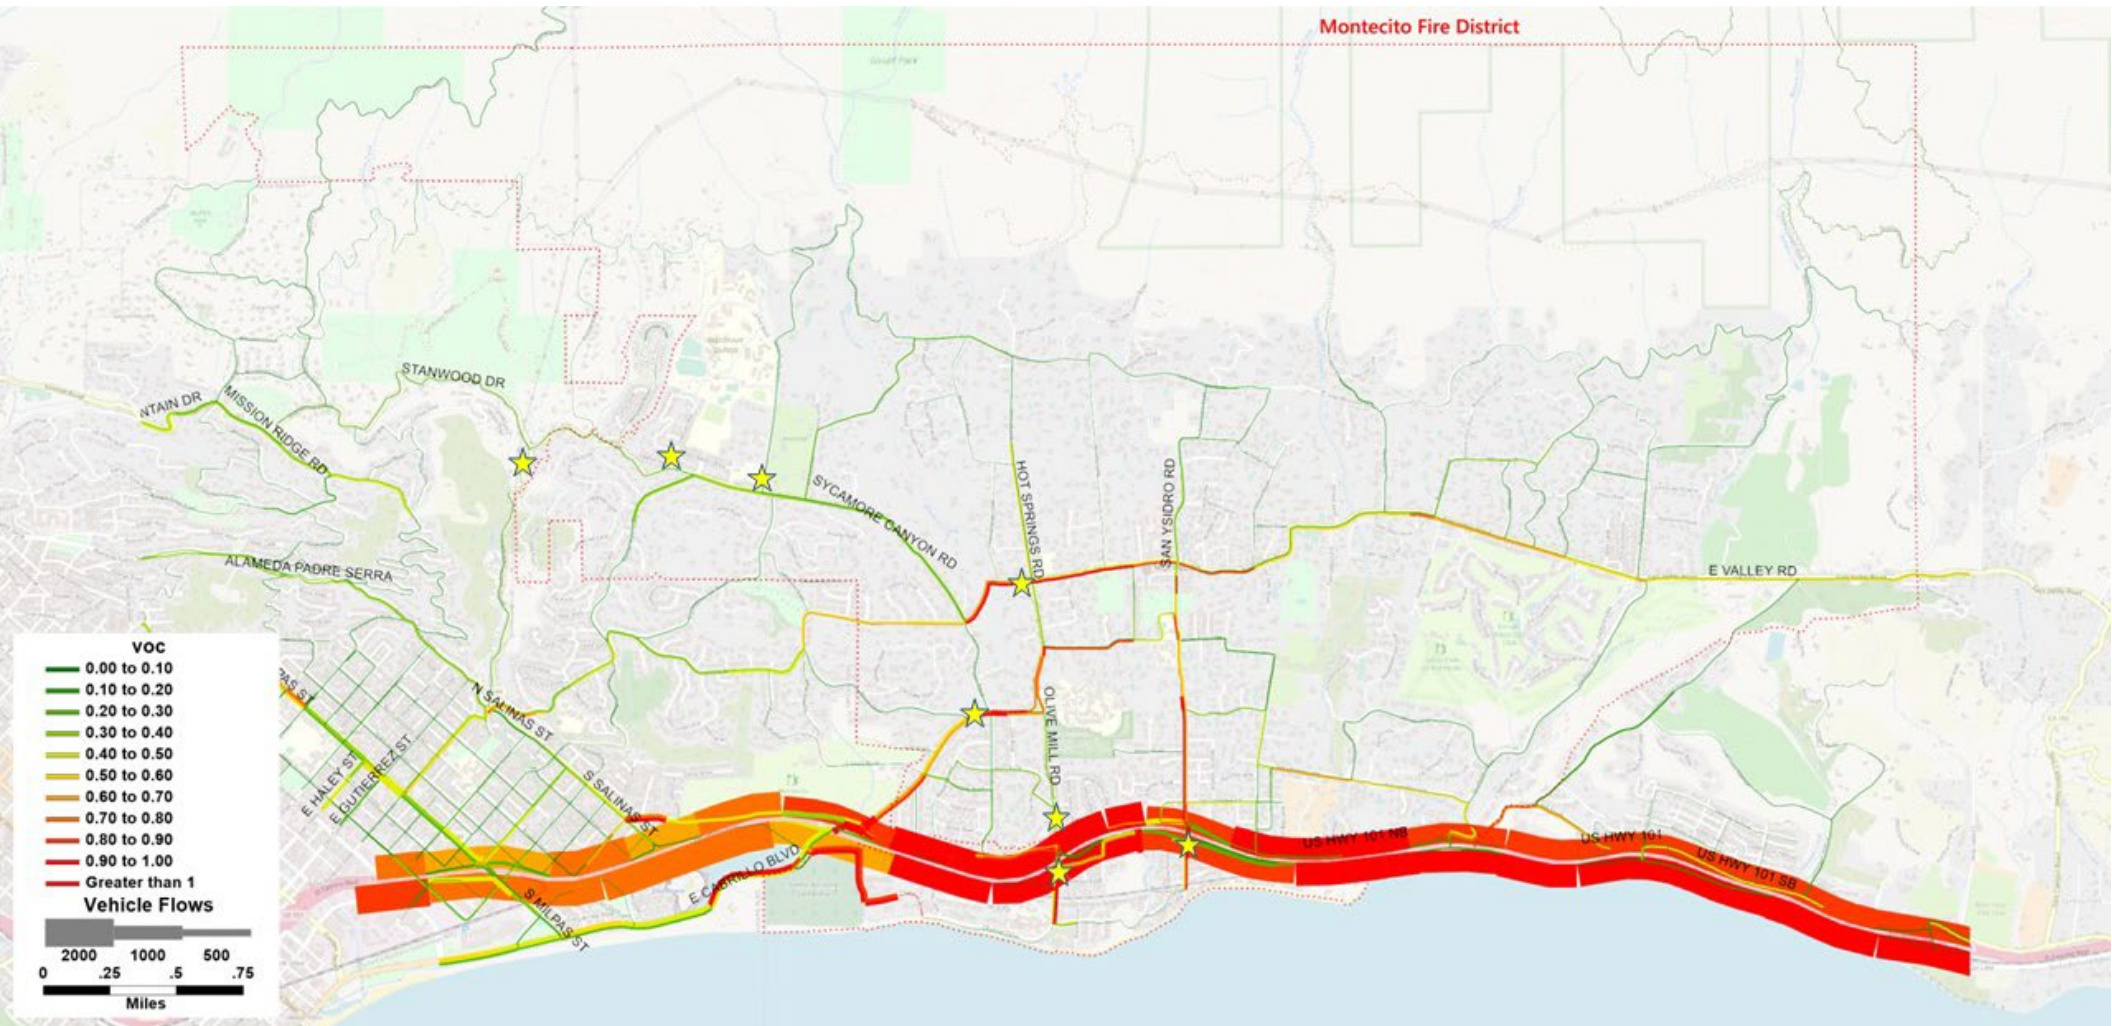 Montecito Fire District
STANWOOD DR
NTAIN DR
MISSION RIDGE RD
SYCAMORE CANYON RD
HOT SPRINGS RD
SAN YSIDRO RD
ALAMEDA PADRE SERRA
E VALLEY RD
PAS ST
N SALINAS ST
OLIVE MILL RD
E HALEY ST
E GUTIERREZ ST
S SALINAS ST
US HWY 101 NB
US HWY 101
US HWY 101 SB
E CABRILLO BLVD
S MILPAS ST
VOC
0.00 to 0.10
0.10 to 0.20
0.20 to 0.30
0.30 to 0.40
0.40 to 0.50
0.50 to 0.60
0.60 to 0.70
0.70 to 0.80
0.80 to 0.90
0.90 to 1.00
Greater than 1
Vehicle Flows
2000 1000 500
0 .25 .5 .75
Miles